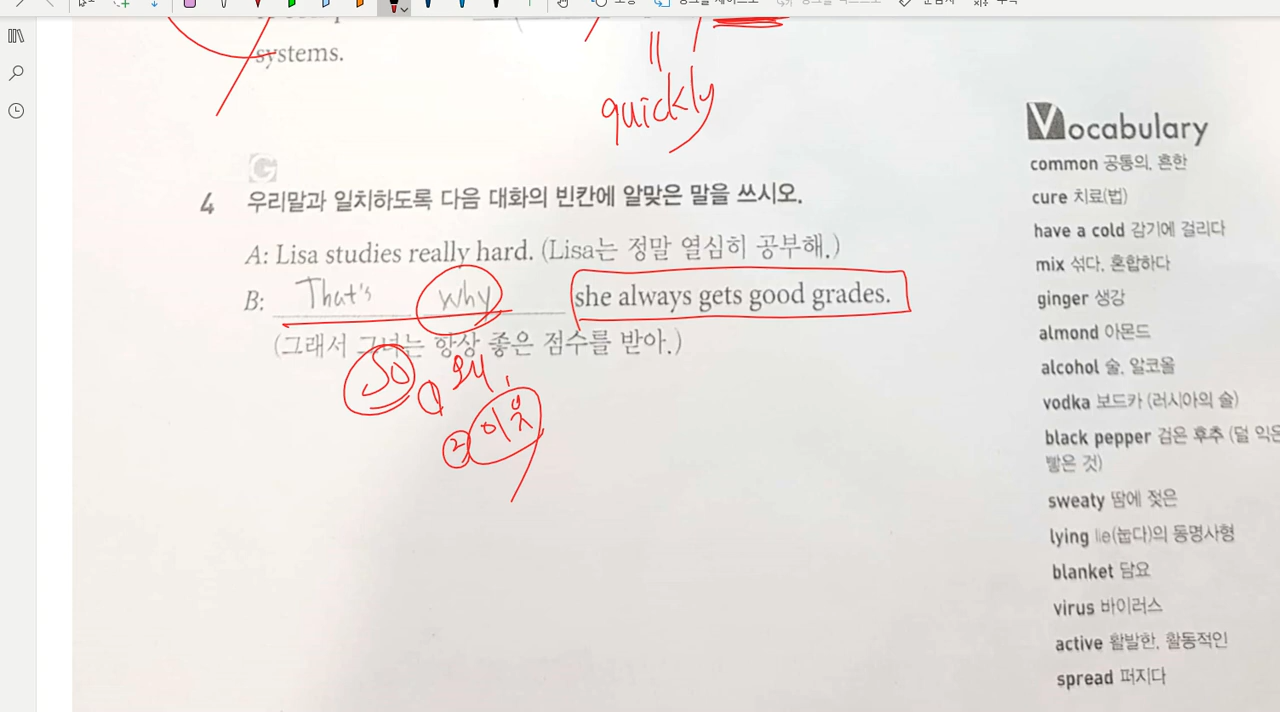 systems.
quickly
4 우리말과 일치하도록 다음 대화의 빈칸에 알맞은 말을 쓰시오.
A: Lisa studies really hard. (Lisa는 정말 열심히 공부해.)
B: That's why she always gets good grades.
(그래서 그녀는 항상 좋은 점수를 받아.)
so ① 왜,
② 이유
Vocabulary
common 공통의, 흔한
cure 치료(법)
have a cold 감기에 걸리다
mix 섞다, 혼합하다
ginger 생강
almond 아몬드
alcohol 술, 알코올
vodka 보드카 (러시아의 술)
black pepper 검은 후추 (덜 익은
빻은 것)
sweaty 땀에 젖은
lying lie(눕다)의 동명사형
blanket 담요
virus 바이러스
active 활발한, 활동적인
spread 퍼지다